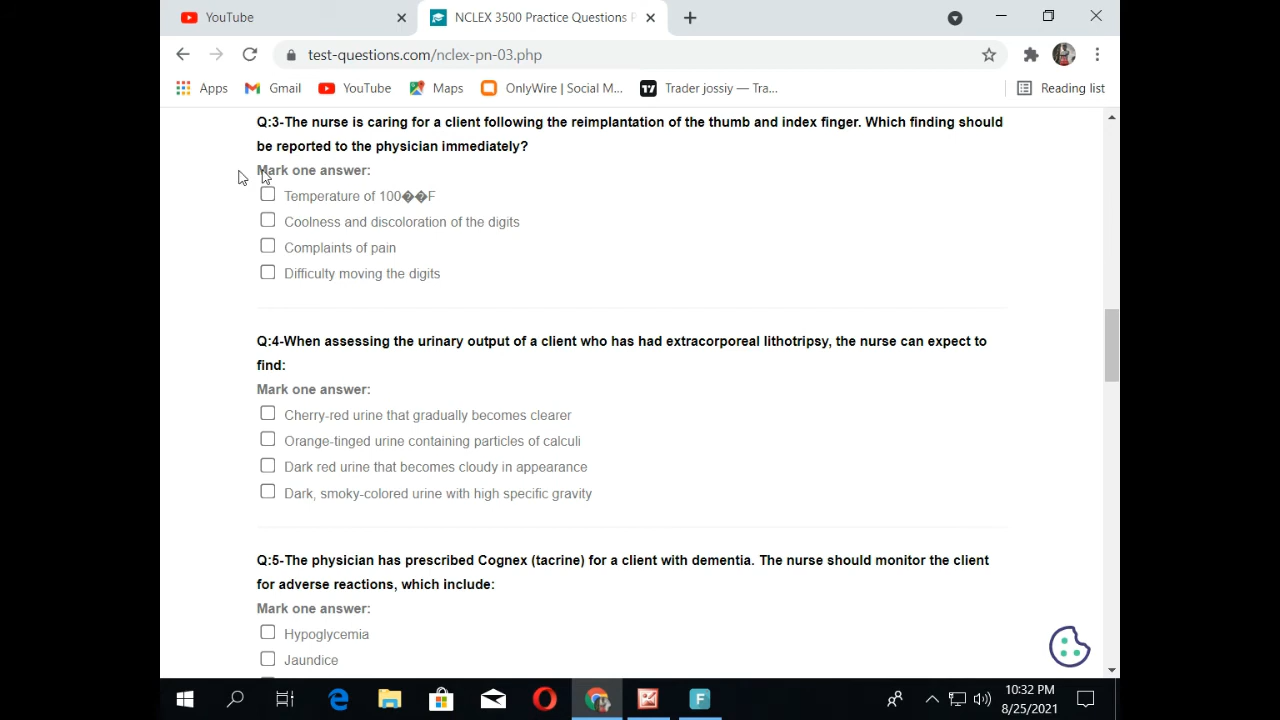 YouTube
NCLEX 3500 Practice Questions P
test-questions.com/nclex-pn-03.php
Apps Gmail YouTube Maps OnlyWire | Social M... Trader jossiy — Tra... Reading list
Q:3-The nurse is caring for a client following the reimplantation of the thumb and index finger. Which finding should
be reported to the physician immediately?
Mark one answer:
Temperature of 100��F
Coolness and discoloration of the digits
Complaints of pain
Difficulty moving the digits
Q:4-When assessing the urinary output of a client who has had extracorporeal lithotripsy, the nurse can expect to
find:
Mark one answer:
Cherry-red urine that gradually becomes clearer
Orange-tinged urine containing particles of calculi
Dark red urine that becomes cloudy in appearance
Dark, smoky-colored urine with high specific gravity
Q:5-The physician has prescribed Cognex (tacrine) for a client with dementia. The nurse should monitor the client
for adverse reactions, which include:
Mark one answer:
Hypoglycemia
Jaundice
10:32 PM
8/25/2021